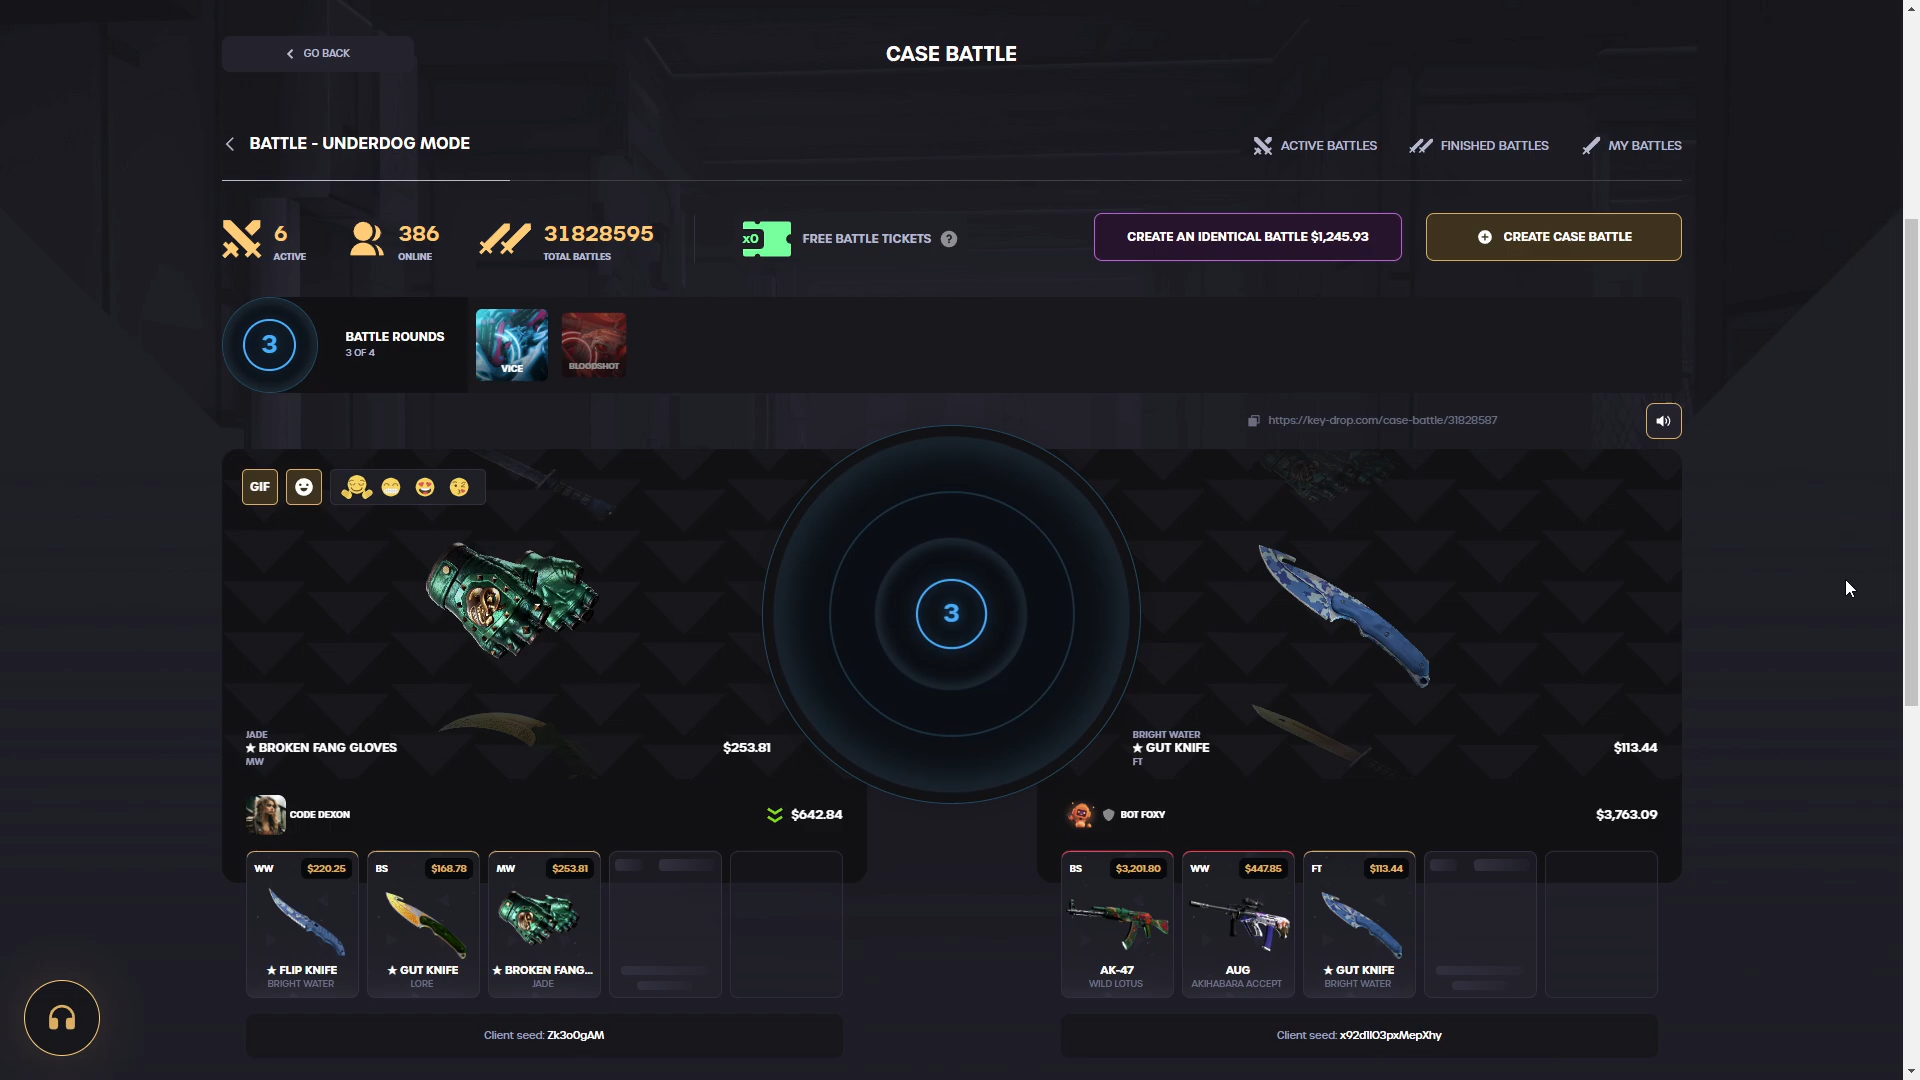 GO BACK
CASE BATTLE
BATTLE - UNDERDOG MODE
ACTIVE BATTLES
FINISHED BATTLES
MY BATTLES
6
ACTIVE
386
ONLINE
31828595
TOTAL BATTLES
x0
FREE BATTLE TICKETS
?
CREATE AN IDENTICAL BATTLE $1,245.93
CREATE CASE BATTLE
3
BATTLE ROUNDS
3 OF 4
VICE
BLOODSHOT
https://key-drop.com/case-battle/31828587
GIF
3
JADE
★ BROKEN FANG GLOVES
MW
$253.81
BRIGHT WATER
★ GUT KNIFE
FT
$113.44
CODE DEXON
$642.84
BOT FOXY
$3,763.09
WW $220.25
★ FLIP KNIFE
BRIGHT WATER
BS $168.78
★ GUT KNIFE
LORE
MW $253.81
★ BROKEN FANG...
JADE
BS $3,201.80
AK-47
WILD LOTUS
WW $447.85
AUG
AKIHABARA ACCEPT
FT $113.44
★ GUT KNIFE
BRIGHT WATER
Client seed: Zk3o0gAM
Client seed: x92d1lO3pxMepXhy